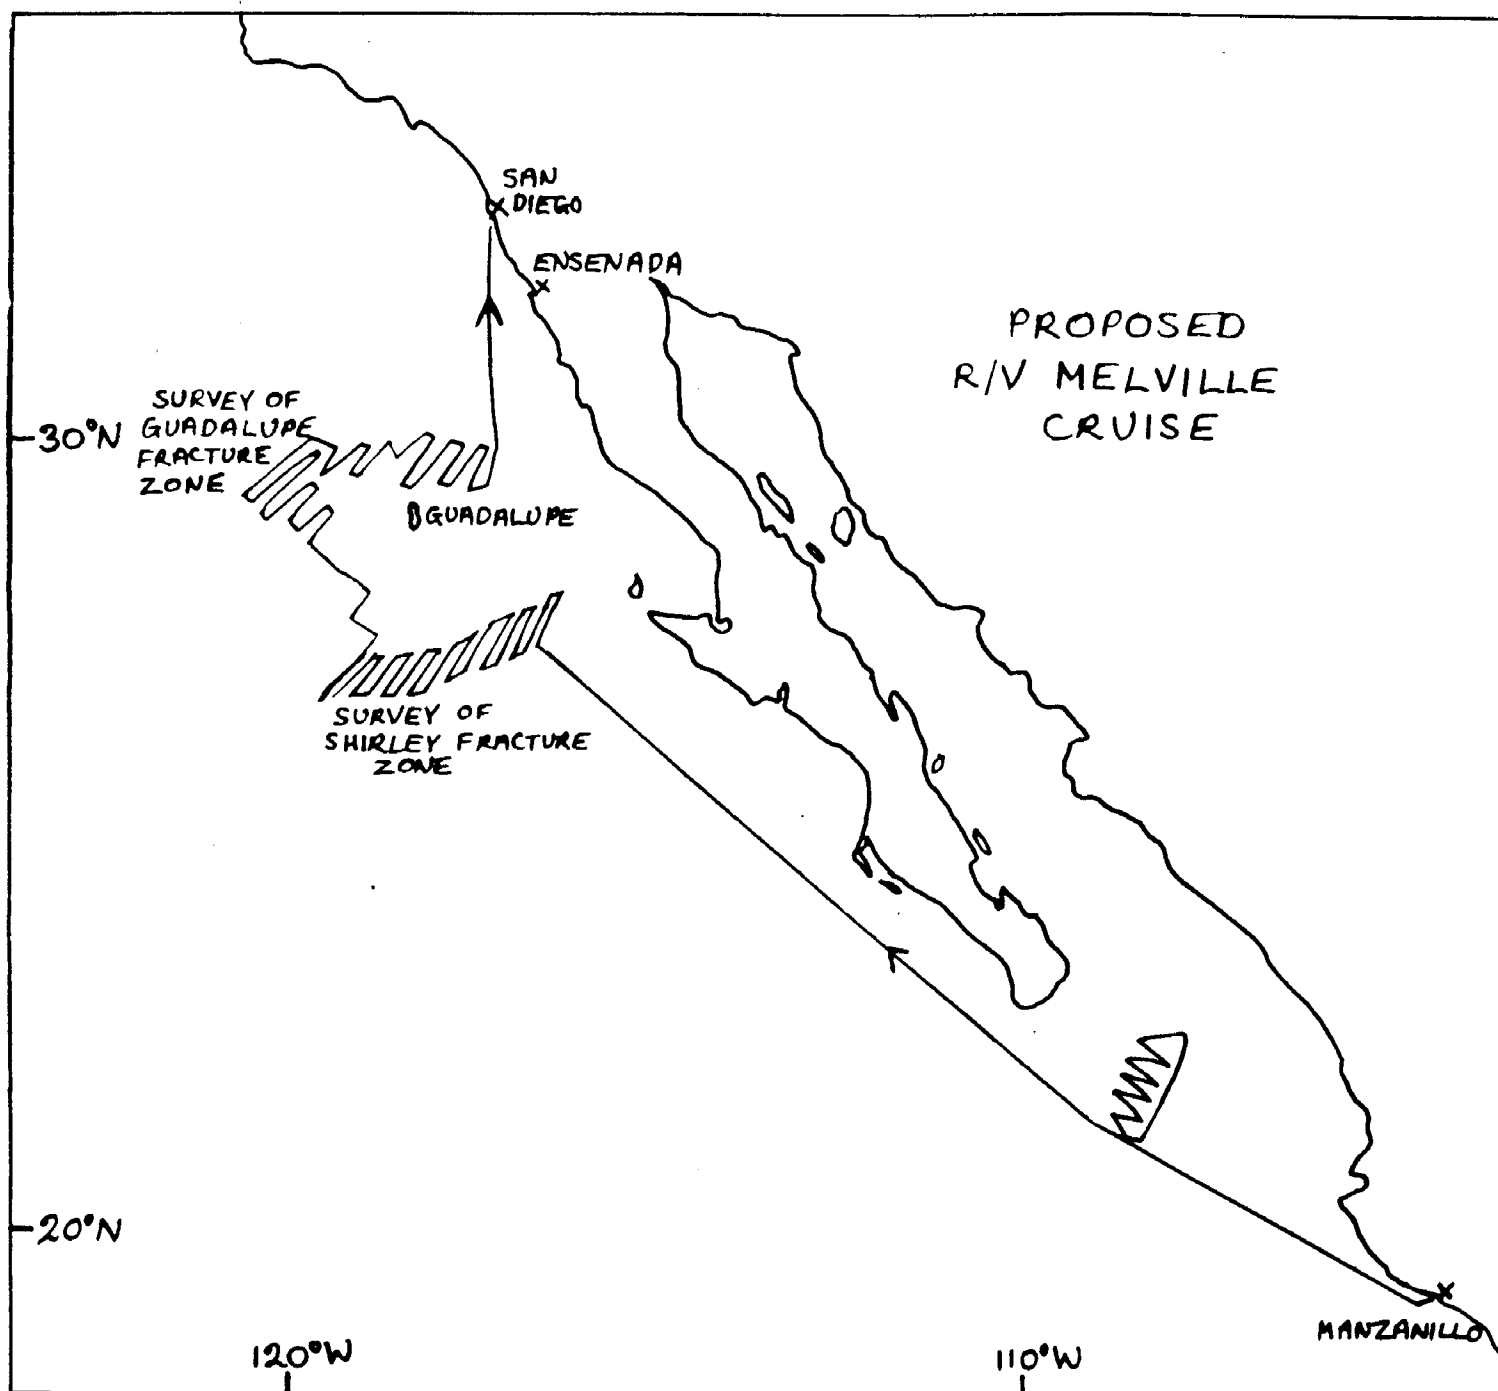 SAN
DIEGO
ENSENADA
PROPOSED
R/V MELVILLE
CRUISE
SURVEY OF
GUADALUPE
FRACTURE
ZONE
30°N
GUADALUPE
SURVEY OF
SHIRLEY FRACTURE
ZONE
20°N
MANZANILLO
120°W
110°W